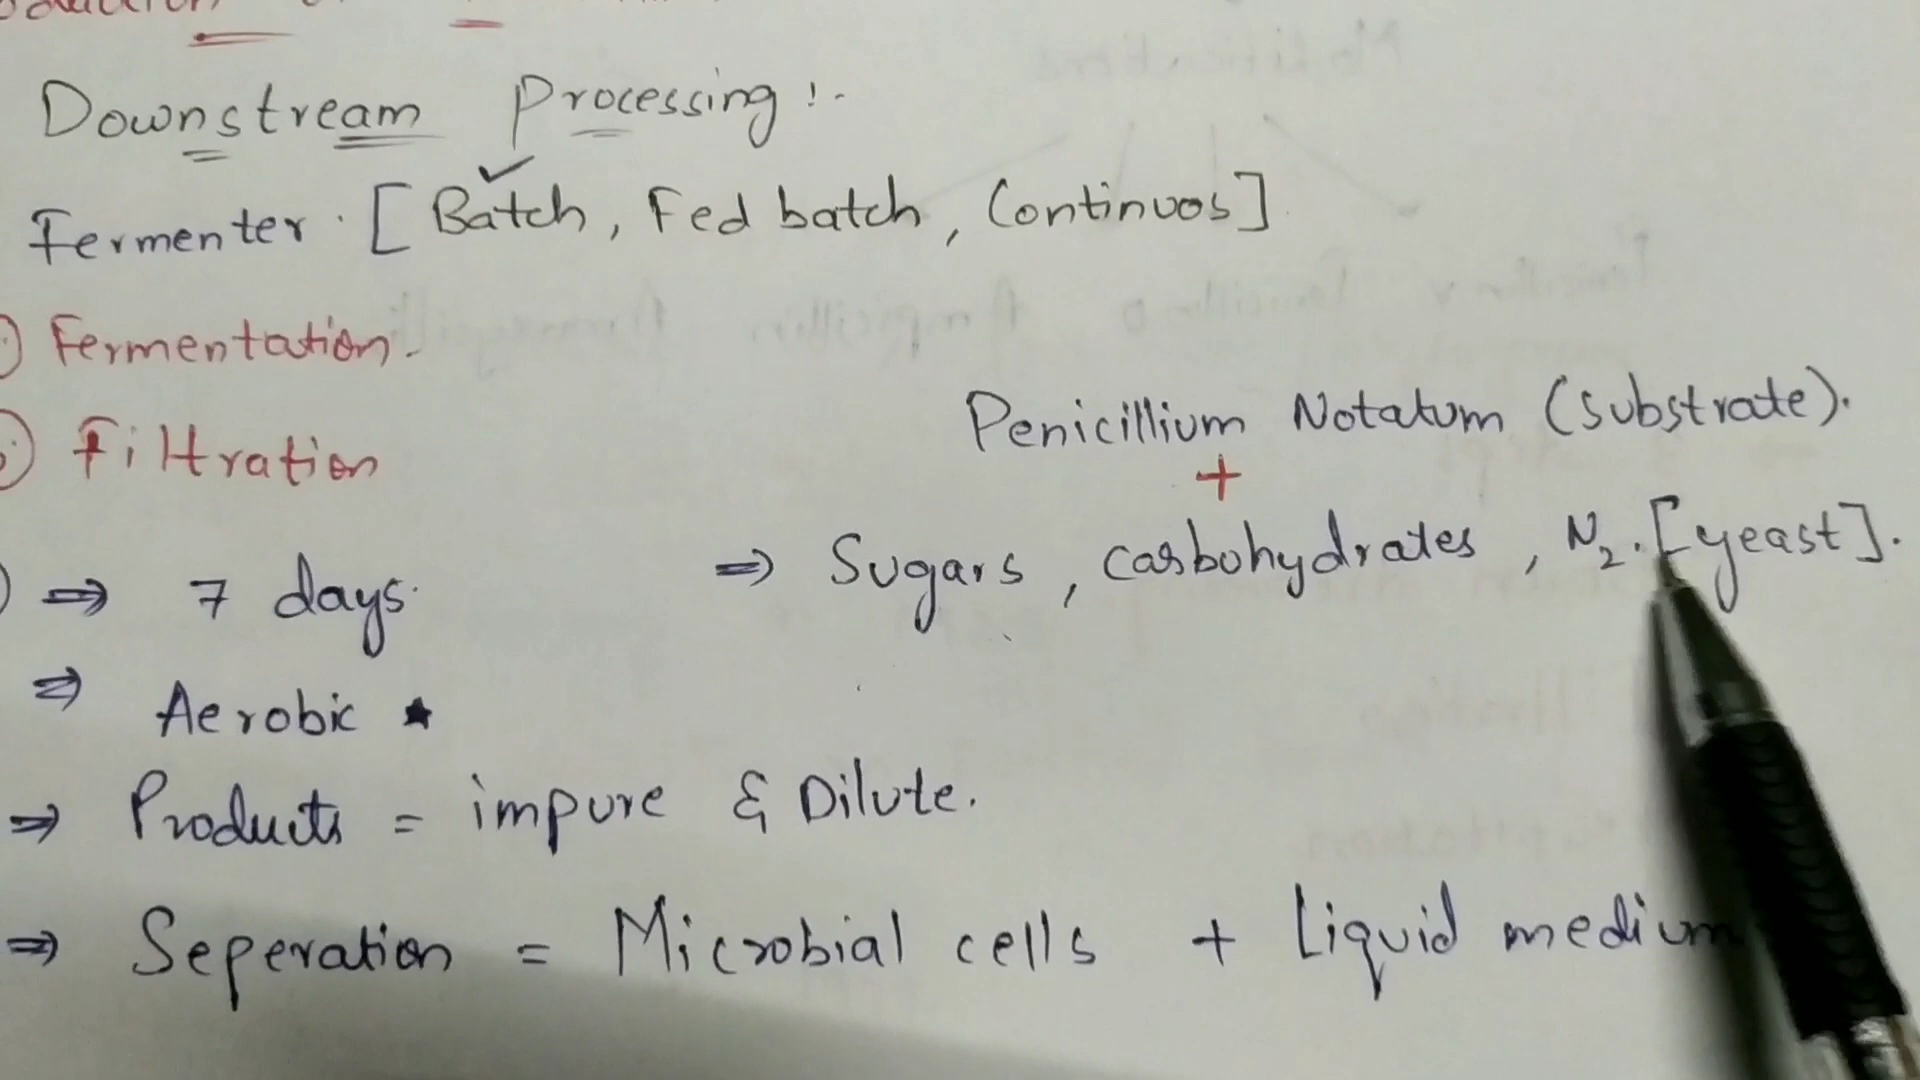 Downstream Processing :-
Fermenter . [Batch, Fed batch, Continuos]
Fermentation.
Filtration
Penicillium Notatum (substrate).
+
⇒ Sugars, carbohydrates, N2. [yeast].
⇒ 7 days.
⇒ Aerobic ★
⇒ Products = impure & Dilute.
⇒ Seperation = Microbial cells + Liquid medium